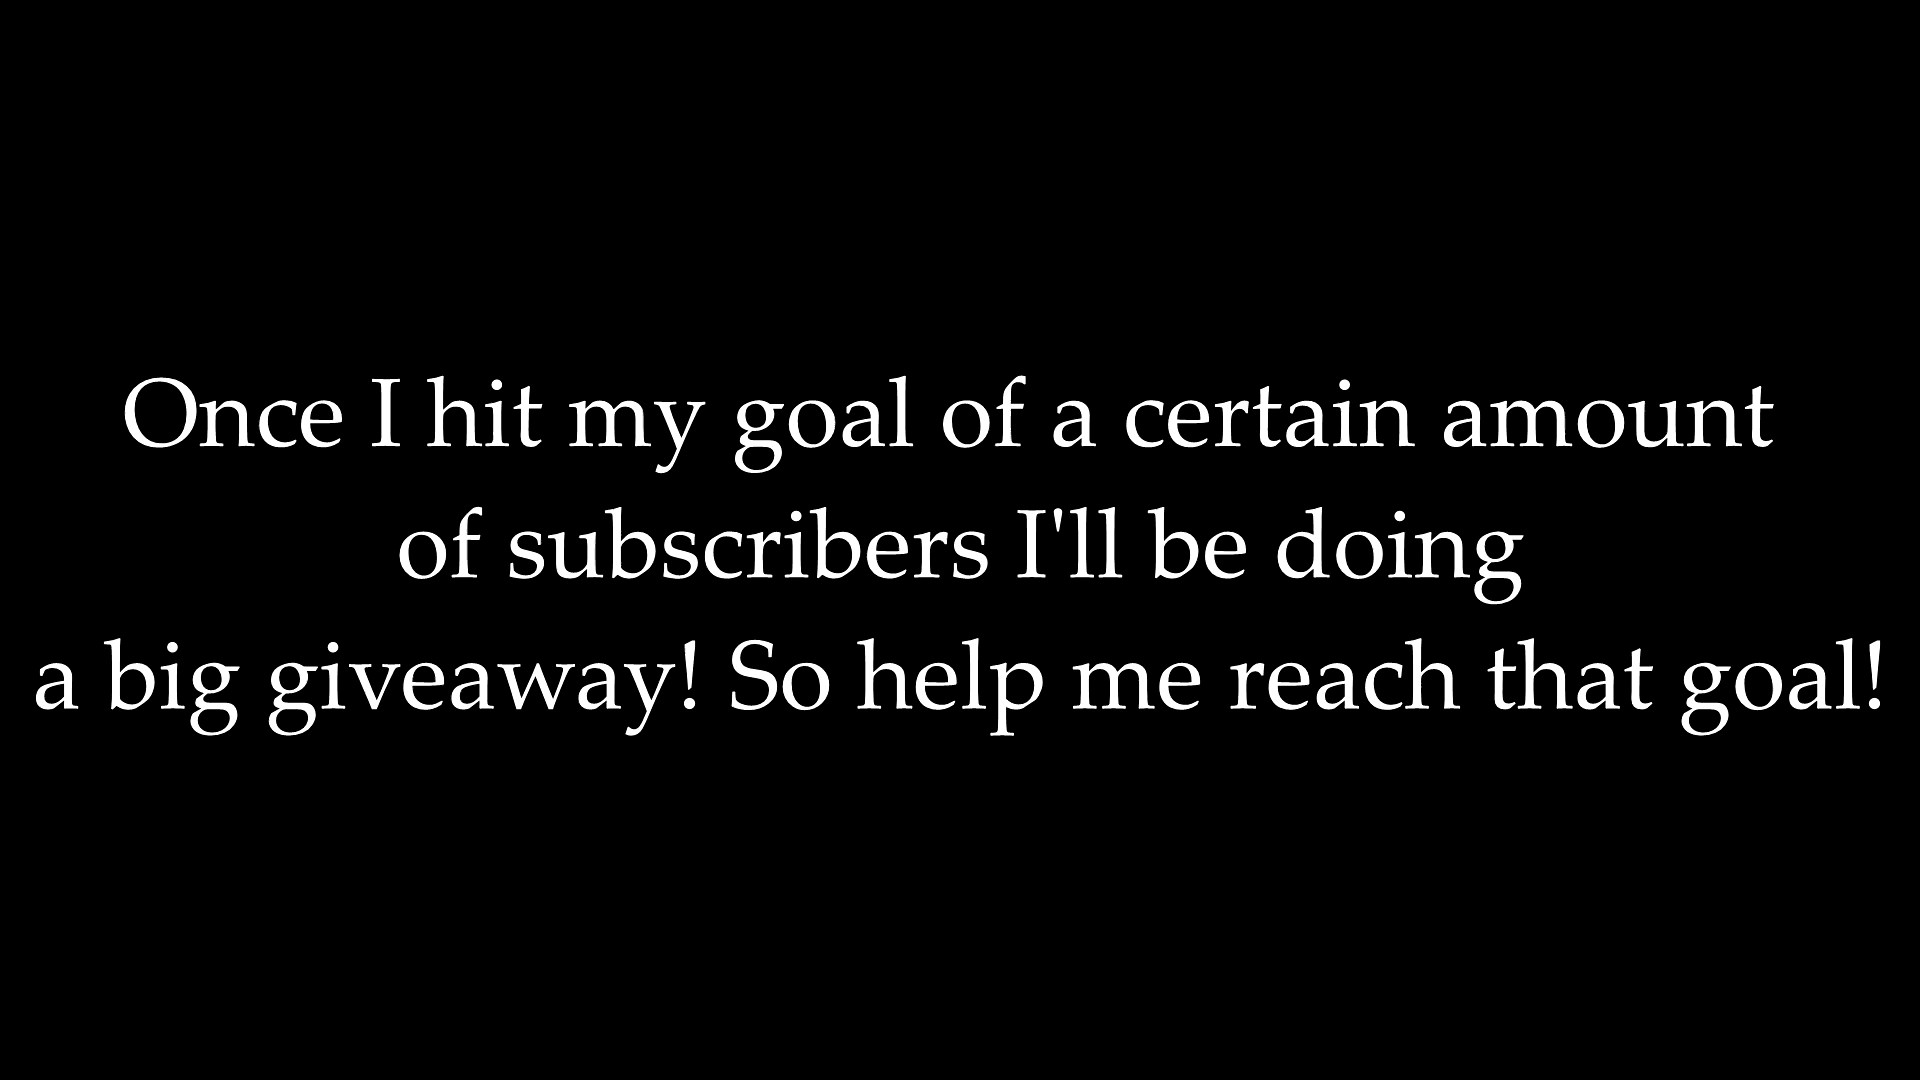 Once I hit my goal of a certain amount
of subscribers I'll be doing
a big giveaway! So help me reach that goal!